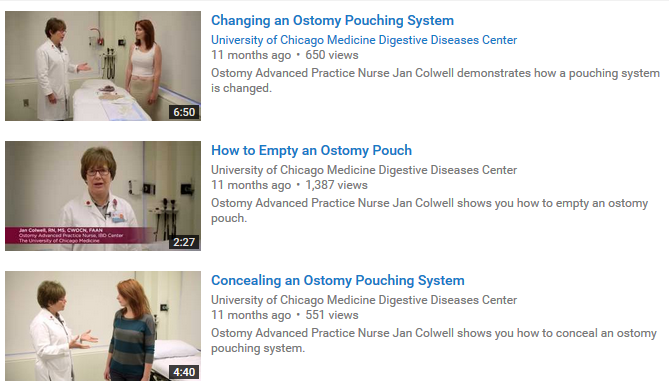 Changing an Ostomy Pouching System
University of Chicago Medicine Digestive Diseases Center
11 months ago • 650 views
Ostomy Advanced Practice Nurse Jan Colwell demonstrates how a pouching system
is changed.
6:50
How to Empty an Ostomy Pouch
University of Chicago Medicine Digestive Diseases Center
11 months ago • 1,387 views
Ostomy Advanced Practice Nurse Jan Colwell shows you how to empty an ostomy
pouch.
Jan Colwell, RN, MS, CWOCN, FAAN
Ostomy Advanced Practice Nurse, IBD Center
The University of Chicago Medicine
2:27
Concealing an Ostomy Pouching System
University of Chicago Medicine Digestive Diseases Center
11 months ago • 551 views
Ostomy Advanced Practice Nurse Jan Colwell shows you how to conceal an ostomy
pouching system.
4:40